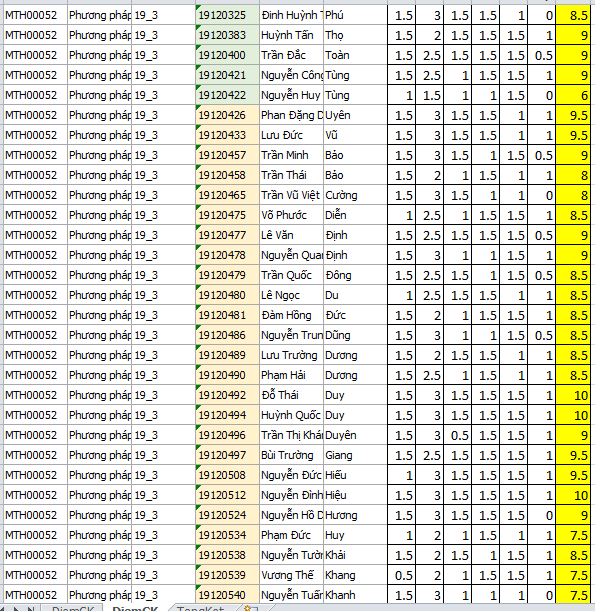 MTH00052 Phương pháp 19_3 19120325 Đinh Huỳnh T Phú 1.5 3 1.5 1.5 1 0 8.5
MTH00052 Phương pháp 19_3 19120383 Huỳnh Tấn Thọ 1.5 2 1.5 1.5 1.5 1 9
MTH00052 Phương pháp 19_3 19120400 Trần Đắc Toàn 1.5 2.5 1.5 1.5 1.5 0.5 9
MTH00052 Phương pháp 19_3 19120421 Nguyễn Công Tùng 1.5 2.5 1 1.5 1.5 1 9
MTH00052 Phương pháp 19_3 19120422 Nguyễn Huy Tùng 1 1.5 1 1 1.5 0 6
MTH00052 Phương pháp 19_3 19120426 Phan Đặng D Uyên 1.5 3 1.5 1.5 1 1 9.5
MTH00052 Phương pháp 19_3 19120433 Lưu Đức Vũ 1.5 3 1.5 1.5 1 1 9.5
MTH00052 Phương pháp 19_3 19120457 Trần Minh Bảo 1.5 3 1.5 1 1.5 0.5 9
MTH00052 Phương pháp 19_3 19120458 Trần Thái Bảo 1.5 2 1 1.5 1 1 8
MTH00052 Phương pháp 19_3 19120465 Trần Vũ Việt Cường 1.5 3 1.5 1 1 0 8
MTH00052 Phương pháp 19_3 19120475 Võ Phước Diễn 1 2.5 1 1.5 1.5 1 8.5
MTH00052 Phương pháp 19_3 19120477 Lê Văn Định 1.5 2.5 1.5 1.5 1.5 0.5 9
MTH00052 Phương pháp 19_3 19120478 Nguyễn Quan Định 1.5 3 1 1 1.5 1 9
MTH00052 Phương pháp 19_3 19120479 Trần Quốc Đông 1.5 2.5 1.5 1 1.5 0.5 8.5
MTH00052 Phương pháp 19_3 19120480 Lê Ngọc Du 1 2.5 1.5 1.5 1 1 8.5
MTH00052 Phương pháp 19_3 19120481 Đàm Hồng Đức 1.5 2 1 1.5 1.5 1 8.5
MTH00052 Phương pháp 19_3 19120486 Nguyễn Trun Dũng 1.5 3 1 1 1.5 0.5 8.5
MTH00052 Phương pháp 19_3 19120489 Lưu Trường Dương 1.5 2 1.5 1.5 1 1 8.5
MTH00052 Phương pháp 19_3 19120490 Phạm Hải Dương 1.5 2.5 1 1.5 1 1 8.5
MTH00052 Phương pháp 19_3 19120492 Đỗ Thái Duy 1.5 3 1.5 1.5 1.5 1 10
MTH00052 Phương pháp 19_3 19120494 Huỳnh Quốc Duy 1.5 3 1.5 1.5 1.5 1 10
MTH00052 Phương pháp 19_3 19120496 Trần Thị Khá Duyên 1.5 3 0.5 1.5 1.5 1 9
MTH00052 Phương pháp 19_3 19120497 Bùi Trường Giang 1.5 2.5 1.5 1.5 1.5 1 9.5
MTH00052 Phương pháp 19_3 19120508 Nguyễn Đức Hiếu 1 3 1.5 1.5 1.5 1 9.5
MTH00052 Phương pháp 19_3 19120512 Nguyễn Đình Hiệu 1.5 3 1.5 1.5 1.5 1 10
MTH00052 Phương pháp 19_3 19120524 Nguyễn Hồ D Hương 1.5 3 1.5 1.5 1.5 0 9
MTH00052 Phương pháp 19_3 19120534 Phạm Đức Huy 1 2 1 1.5 1 1 7.5
MTH00052 Phương pháp 19_3 19120538 Nguyễn Tườn Khải 1.5 2 1.5 1 1.5 1 8.5
MTH00052 Phương pháp 19_3 19120539 Vương Thế Khang 0.5 2 1 1.5 1.5 1 7.5
MTH00052 Phương pháp 19_3 19120540 Nguyễn Tuấn Khanh 1.5 3 1 1 1 0 7.5
DiemCK DiemCK TongKet